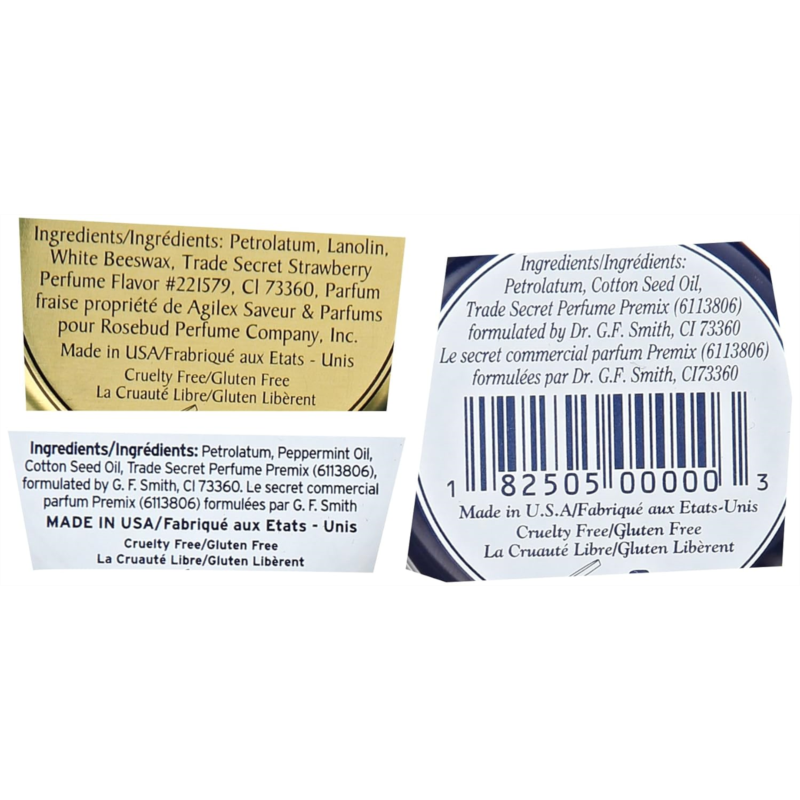 Ingredients/Ingrédients: Petrolatum, Lanolin,
White Beeswax, Trade Secret Strawberry
Perfume Flavor #221579, CI 73360, Parfum
fraise propriété de Agilex Saveur & Parfums
pour Rosebud Perfume Company, Inc.
Made in USA/Frabriqué aux Etats - Unis
Cruelty Free/Gluten Free
La Cruauté Libre/Gluten Libèrent
Ingredients/Ingrédients: Petrolatum, Peppermint Oil,
Cotton Seed Oil, Trade Secret Perfume Premix (6113806),
formulated by G. F. Smith, CI 73360. Le secret commercial
parfum Premix (6113806) formulées par G. F. Smith
MADE IN USA/Fabriqué aux Etats - Unis
Cruelty Free/Gluten Free
La Cruauté Libre/Gluten Libèrent
Ingredients/Ingrédients:
Petrolatum, Cotton Seed Oil,
Trade Secret Perfume Premix (6113806)
formulated by Dr. G.F. Smith, CI 73360
Le secret commercial parfum Premix (6113806)
formulées par Dr. G.F. Smith, CI73360
1 82505 00000 3
Made in U.S.A/Fabriqué aux Etats-Unis
Cruelty Free/Gluten Free
La Cruauté Libre/Gluten Libèrent